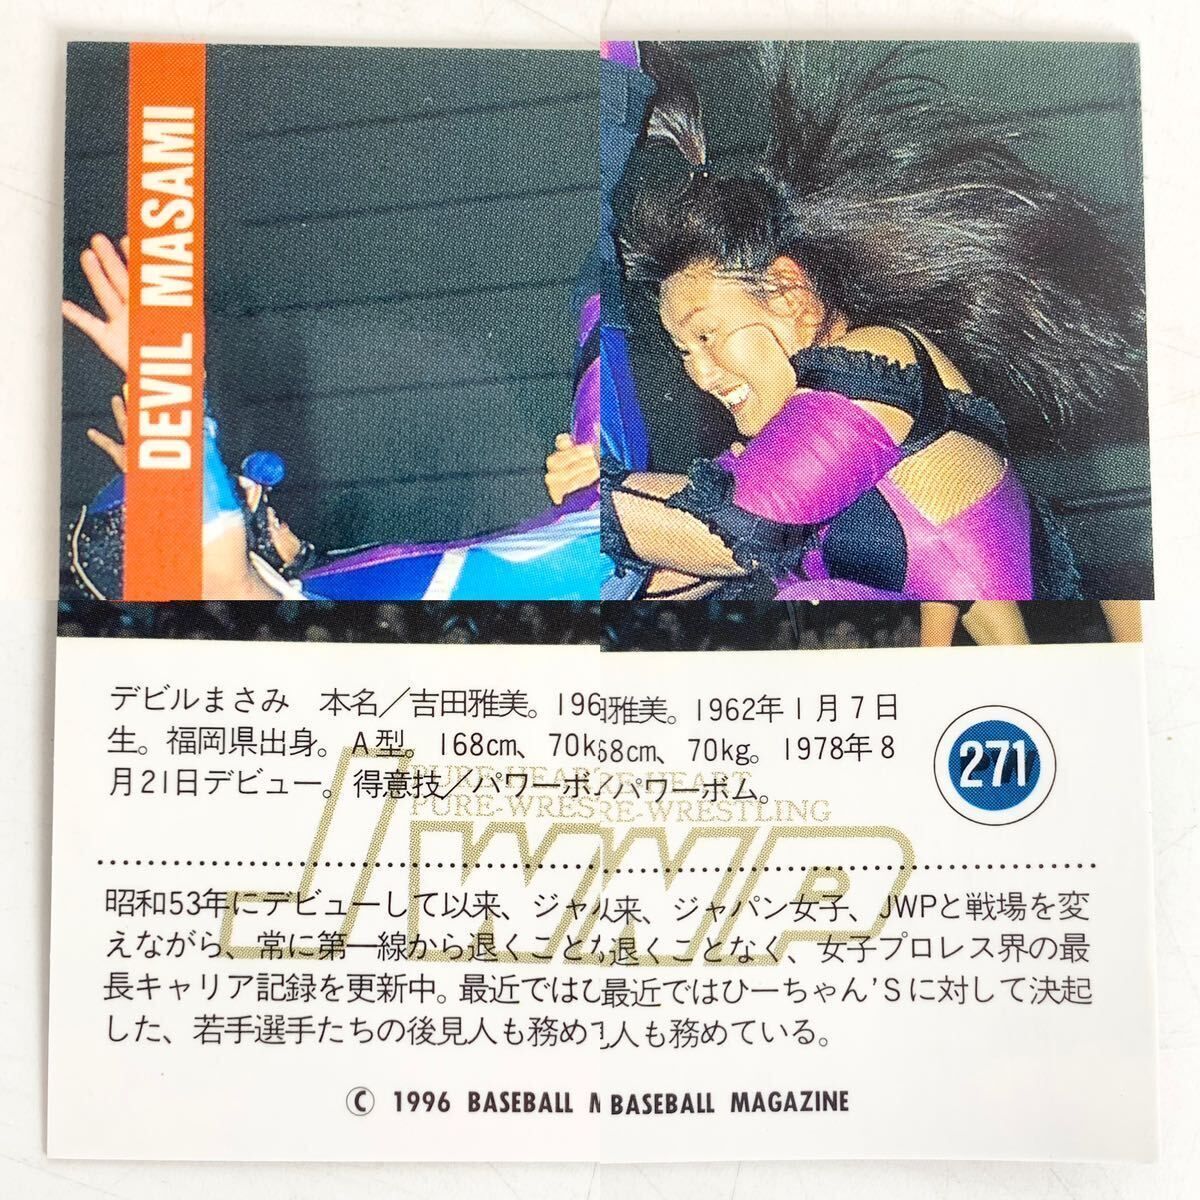 DEVIL MASAMI
デビルまさみ 本名／吉田雅美。196田雅美。1962年1月7日
生。福岡県出身。A型。168cm、70k68cm、70kg。1978年8
月21日デビュー。得意技／パワーボパワーボム。
271
PURE-HEARRE-HEART
PURE-WRESRE-WRESTLING
JWP
昭和53年にデビューして以来、ジャ以来、ジャパン女子、JWPと戦場を変
えながら、常に第一線から退くことな退くことなく、女子プロレス界の最
長キャリア記録を更新中。最近ではひ最近ではひーちゃん'Sに対して決起
した、若手選手たちの後見人も務め見人も務めている。
© 1996 BASEBALL M BASEBALL MAGAZINE